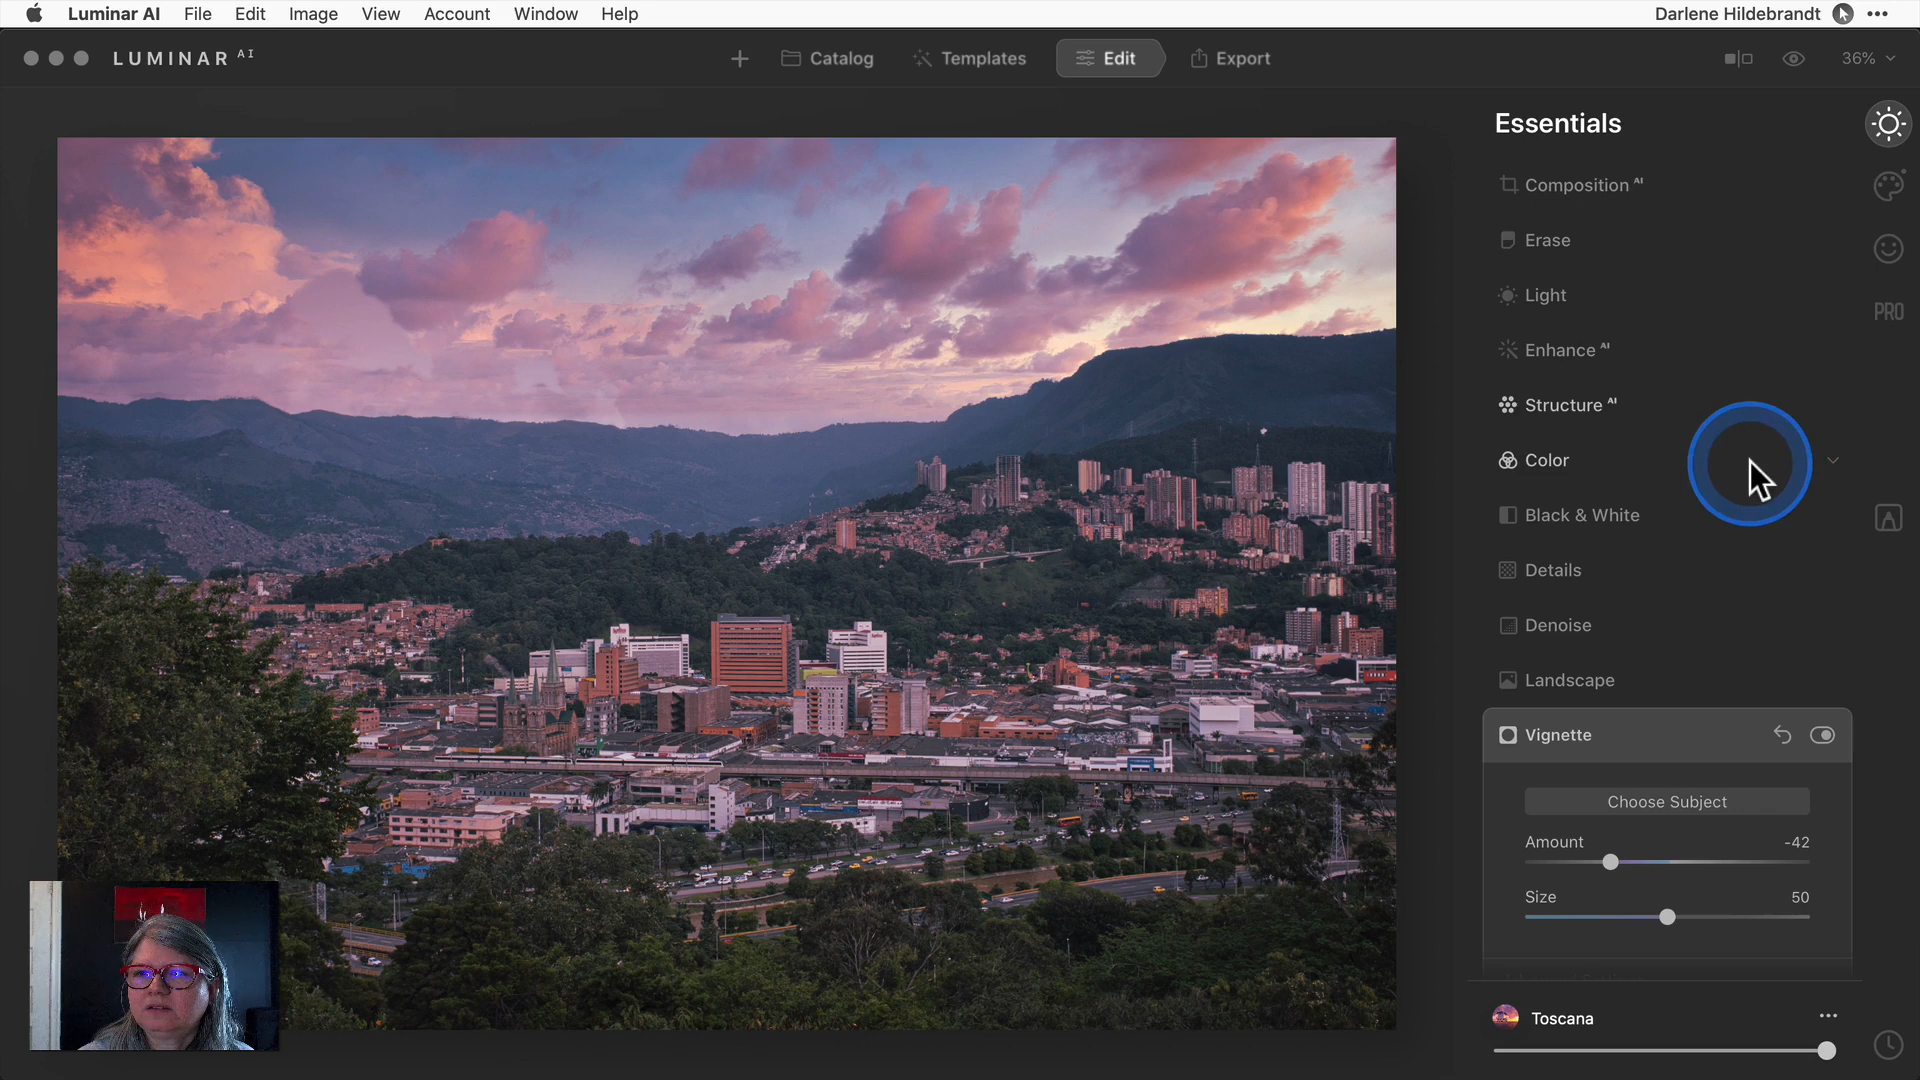 Luminar AI File Edit Image View Account Window Help Darlene Hildebrandt
LUMINAR AI
Catalog Templates Edit Export 36%
Essentials
Composition AI
Erase
Light
Enhance AI
PRO
Structure AI
Color
Black & White
Details
Denoise
Landscape
Vignette
Choose Subject
Amount -42
Size 50
Toscana